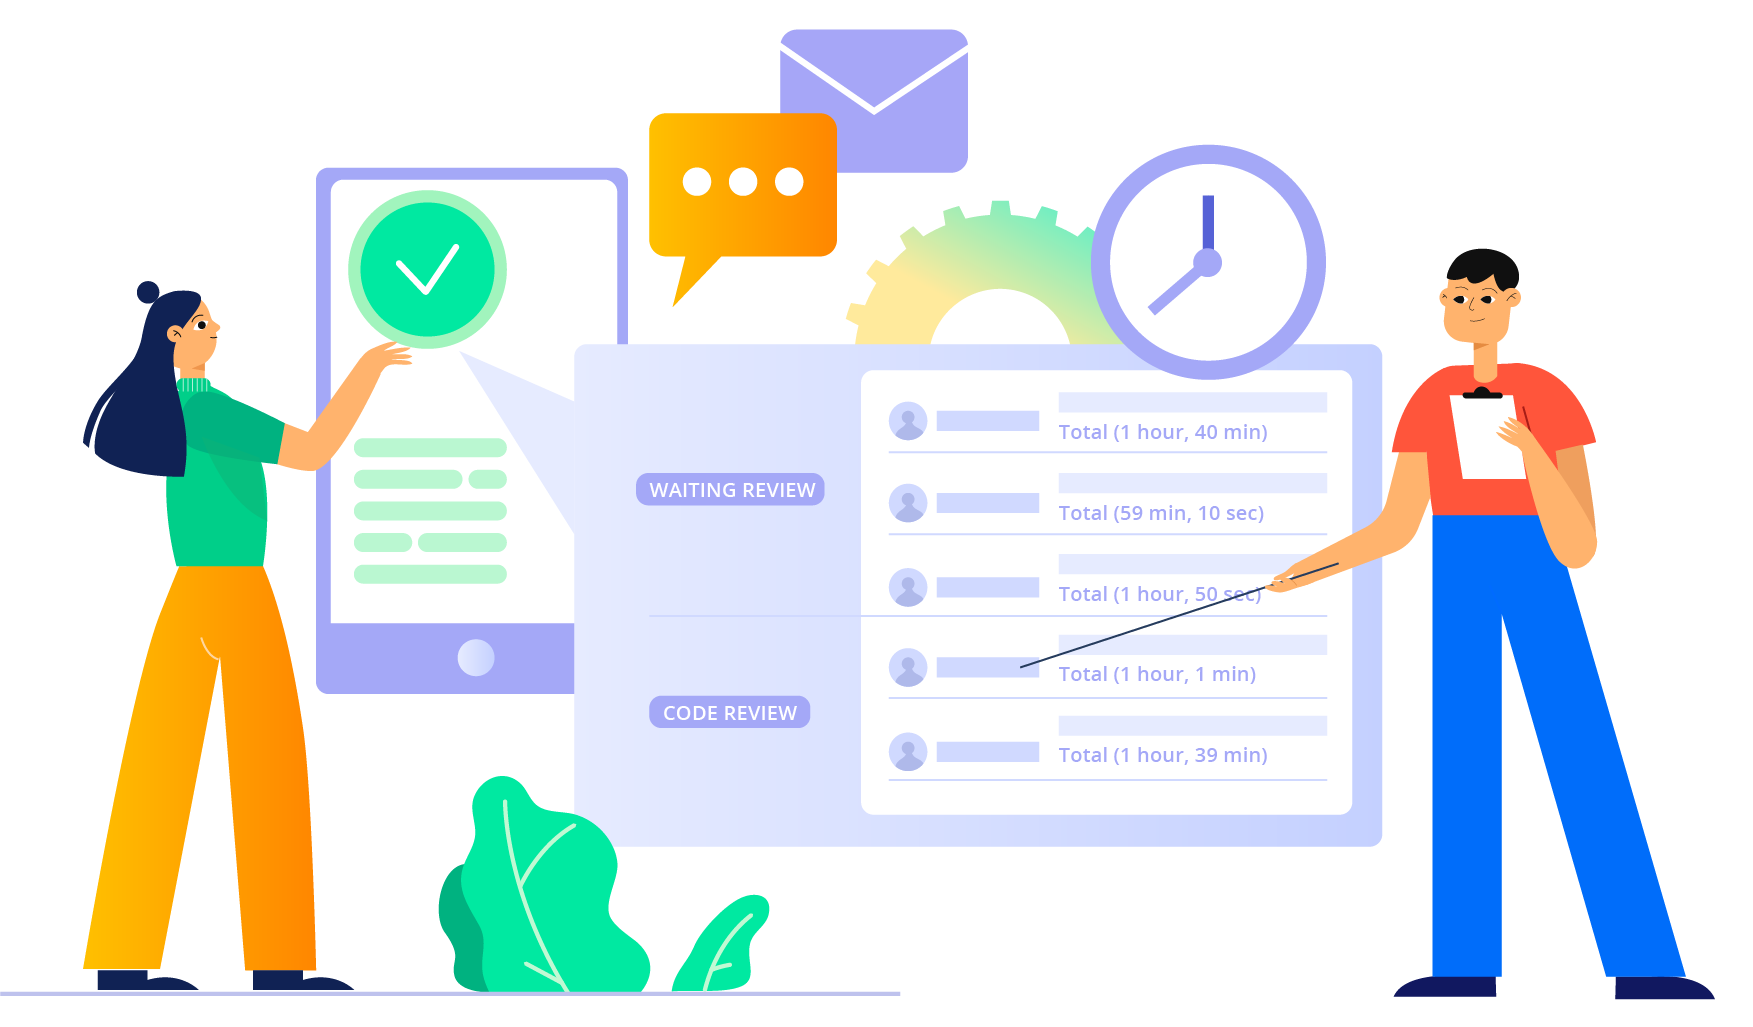 WAITING REVIEW
Total (1 hour, 40 min)
Total (59 min, 10 sec)
Total (1 hour, 50 sec)
CODE REVIEW
Total (1 hour, 1 min)
Total (1 hour, 39 min)